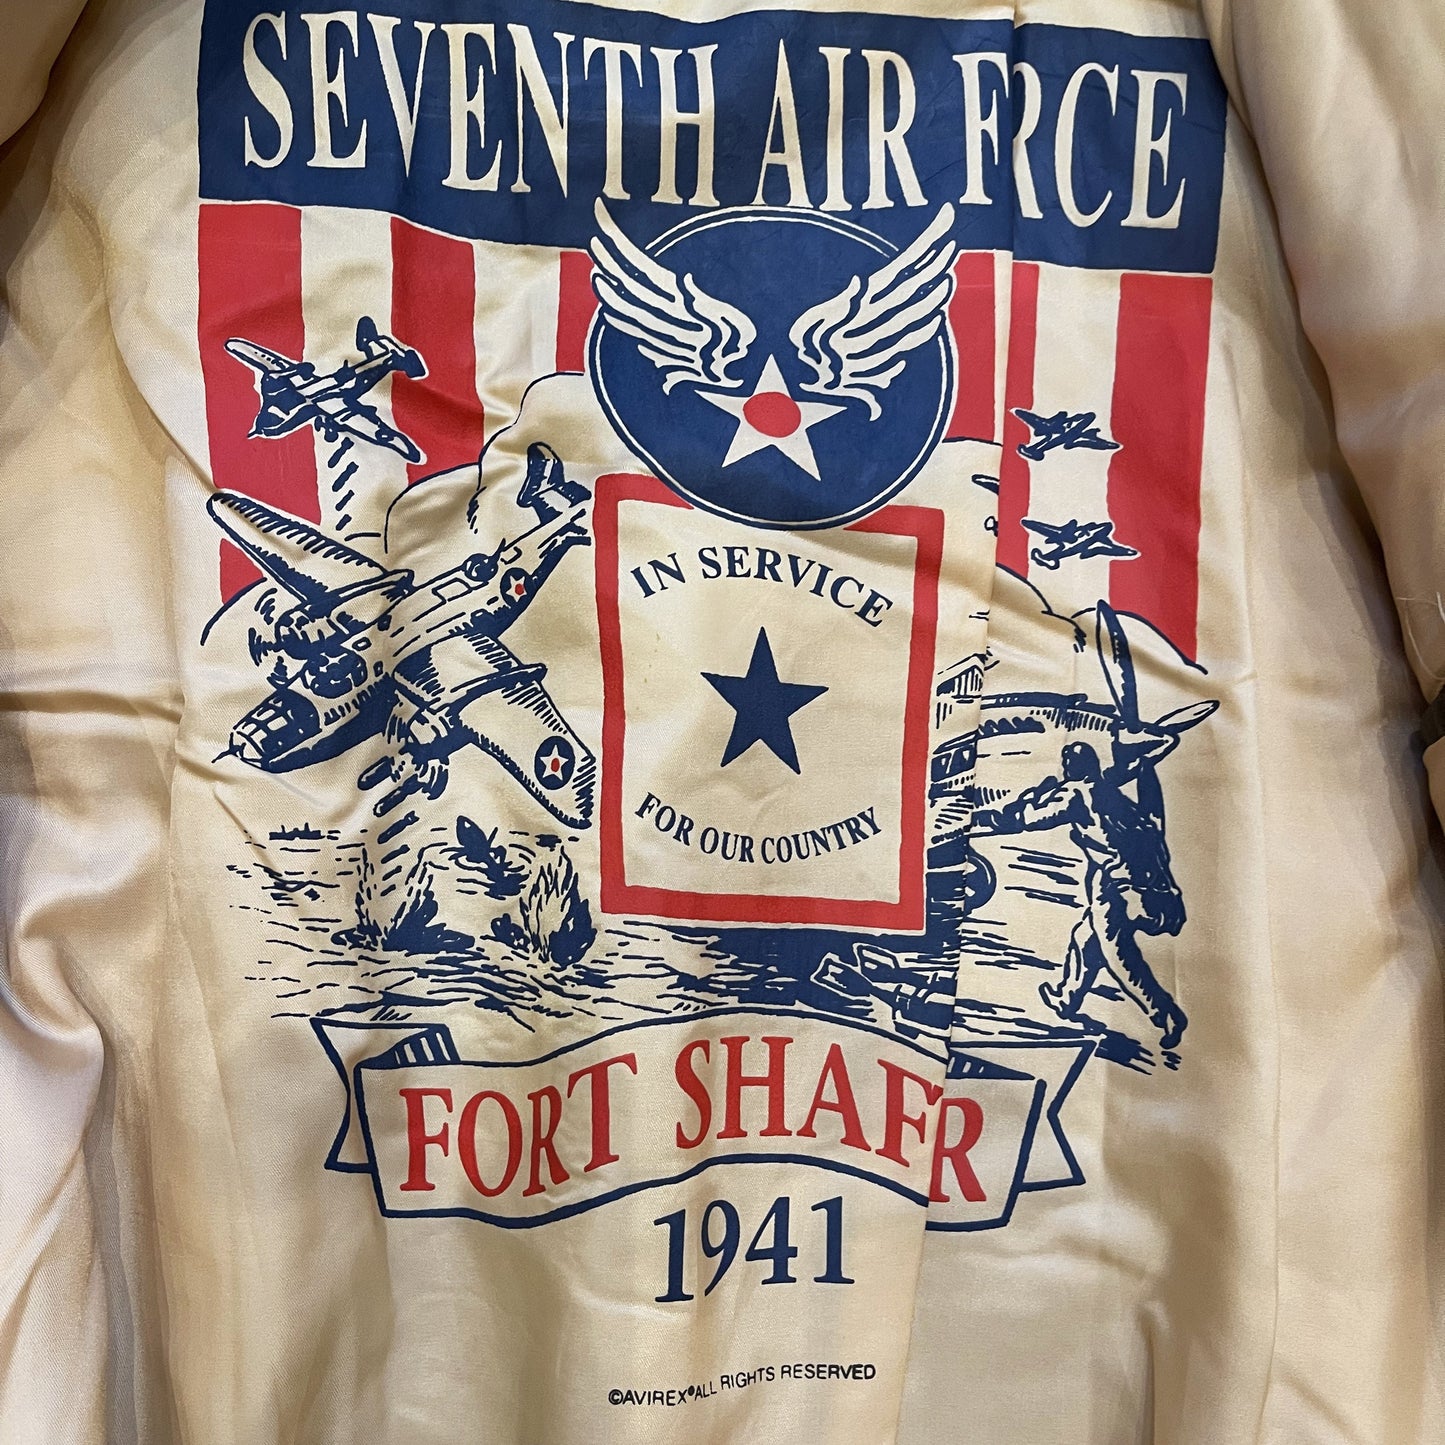 SEVENTH AIR FRCE
IN SERVICE
FOR OUR COUNTRY
FORT SHAFR
1941
©AVIREX® ALL RIGHTS RESERVED